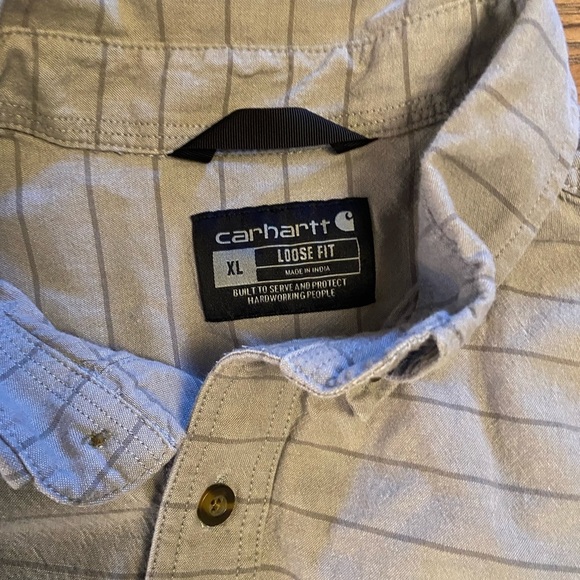 carhartt
XL LOOSE FIT
MADE IN INDIA
BUILT TO SERVE AND PROTECT
HARDWORKING PEOPLE